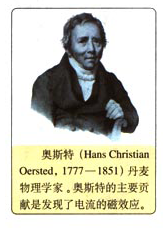 奥斯特（Hans Christian
Oersted, 1777—1851）丹麦
物理学家。奥斯特的主要贡
献是发现了电流的磁效应。